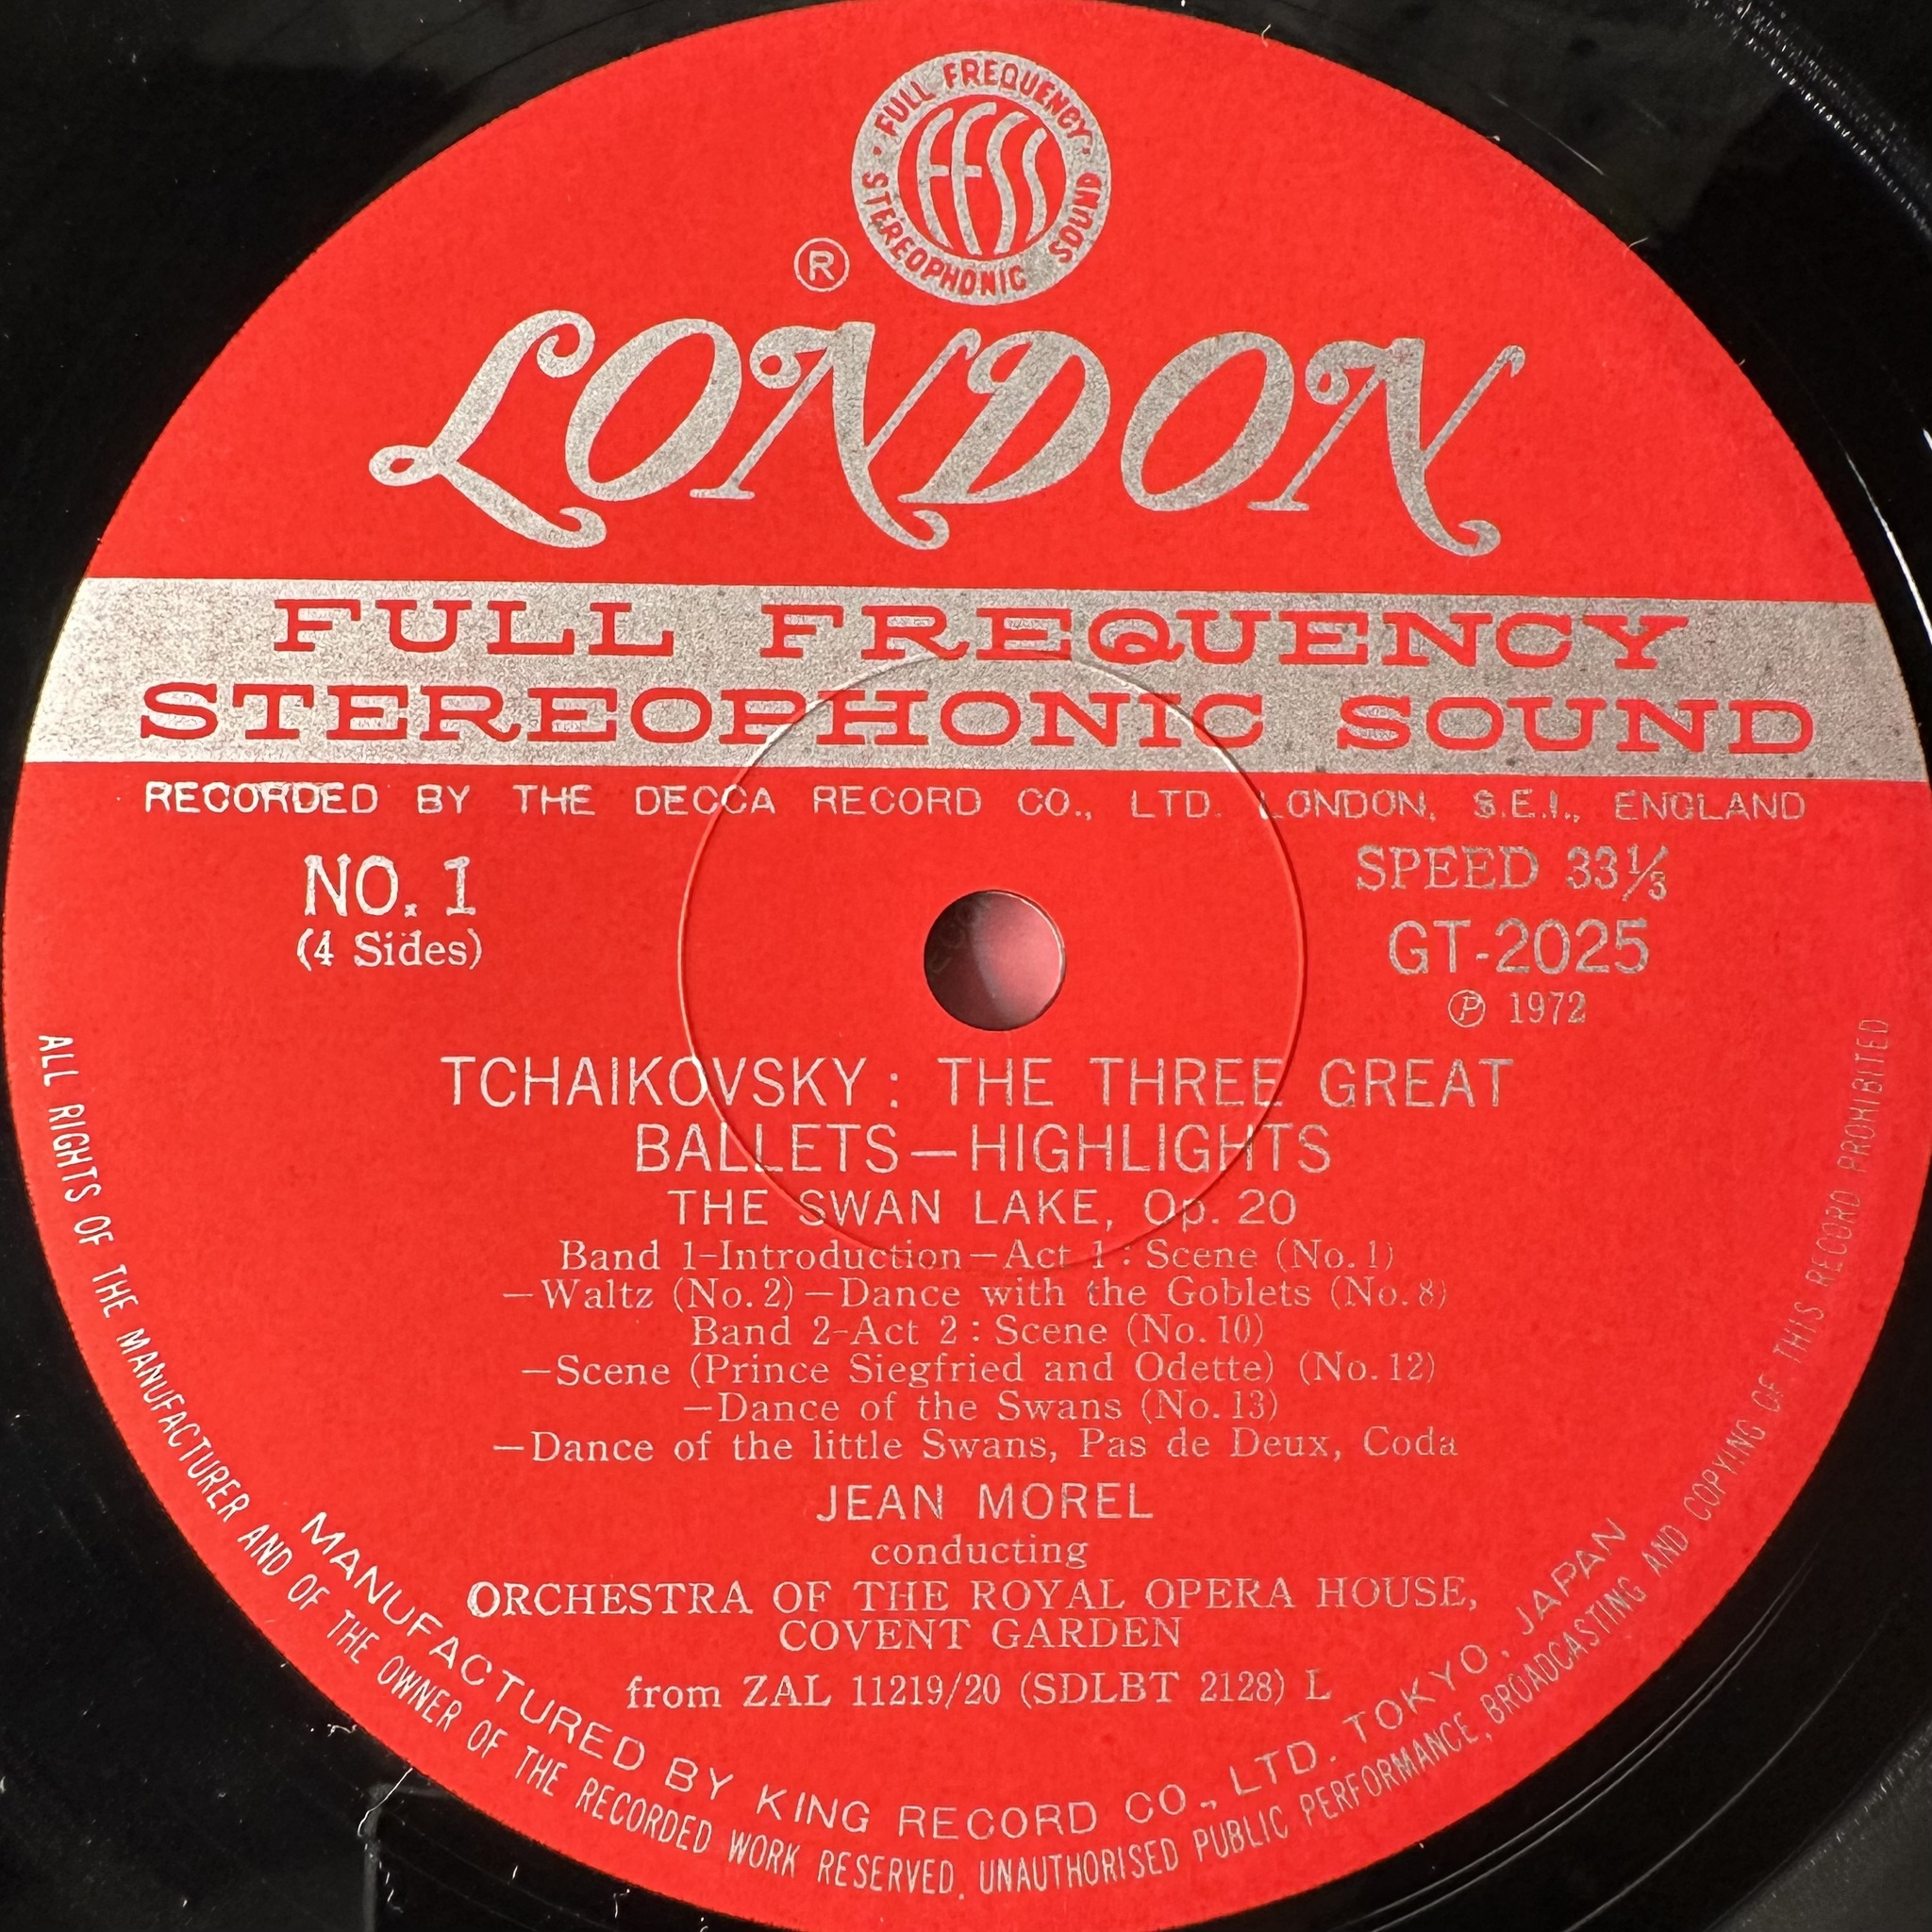 FULL FREQUENCY
FFSS
STEREOPHONIC SOUND
®
LONDON
FULL FREQUENCY
STEREOPHONIC SOUND
RECORDED BY THE DECCA RECORD CO., LTD. LONDON, S.E.I., ENGLAND
NO. 1
(4 Sides)
SPEED 33⅓
GT-2025
Ⓟ 1972
TCHAIKOVSKY : THE THREE GREAT
BALLETS—HIGHLIGHTS
THE SWAN LAKE, Op. 20
Band 1-Introduction—Act 1 : Scene (No. 1)
—Waltz (No. 2) —Dance with the Goblets (No. 8)
Band 2-Act 2 : Scene (No. 10)
—Scene (Prince Siegfried and Odette) (No. 12)
—Dance of the Swans (No. 13)
—Dance of the little Swans, Pas de Deux, Coda
JEAN MOREL
conducting
ORCHESTRA OF THE ROYAL OPERA HOUSE,
COVENT GARDEN
from ZAL 11219/20 (SDLBT 2128) L
MANUFACTURED BY KING RECORD CO., LTD. TOKYO, JAPAN
ALL RIGHTS OF THE MANUFACTURER AND OF THE OWNER OF THE RECORDED WORK RESERVED. UNAUTHORISED PUBLIC PERFORMANCE, BROADCASTING AND COPYING OF THIS RECORD PROHIBITED